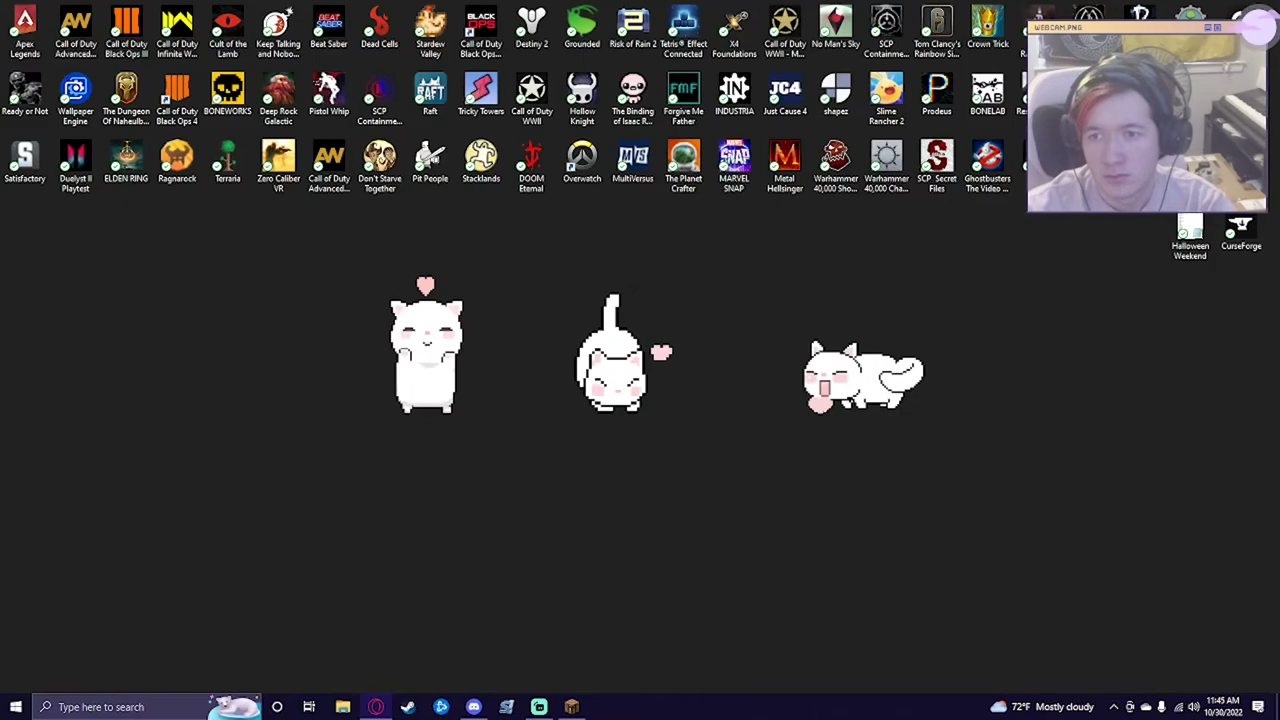 Apex Legends
Call of Duty Advanced...
Call of Duty Black Ops III
Call of Duty Infinite W...
Cult of the Lamb
Keep Talking and Nobo...
Beat Saber
Dead Cells
Stardew Valley
Call of Duty Black Ops...
Destiny 2
Grounded
Risk of Rain 2
Tetris® Effect Connected
X4 Foundations
Call of Duty WWII - M...
No Man's Sky
SCP Containme...
Tom Clancy's Rainbow Si...
Crown Trick
WEBCAM.PNG
Ready or Not
Wallpaper Engine
The Dungeon Of Naheulb...
Call of Duty Black Ops 4
BONEWORKS
Deep Rock Galactic
Pistol Whip
SCP Containme...
Raft
Tricky Towers
Call of Duty WWII
Hollow Knight
The Binding of Isaac R...
Forgive Me Father
INDUSTRIA
Just Cause 4
shapez
Slime Rancher 2
Prodeus
BONELAB
Satisfactory
Duelyst II Playtest
ELDEN RING
Ragnarock
Terraria
Zero Caliber VR
Call of Duty Advanced...
Don't Starve Together
Pit People
Stacklands
DOOM Eternal
Overwatch
MultiVersus
The Planet Crafter
MARVEL SNAP
Metal Hellsinger
Warhammer 40,000 Sho...
Warhammer 40,000 Cha...
SCP Secret Files
Ghostbusters The Video ...
Halloween Weekend
CurseForge
Type here to search
72°F Mostly cloudy
11:45 AM
10/30/2022